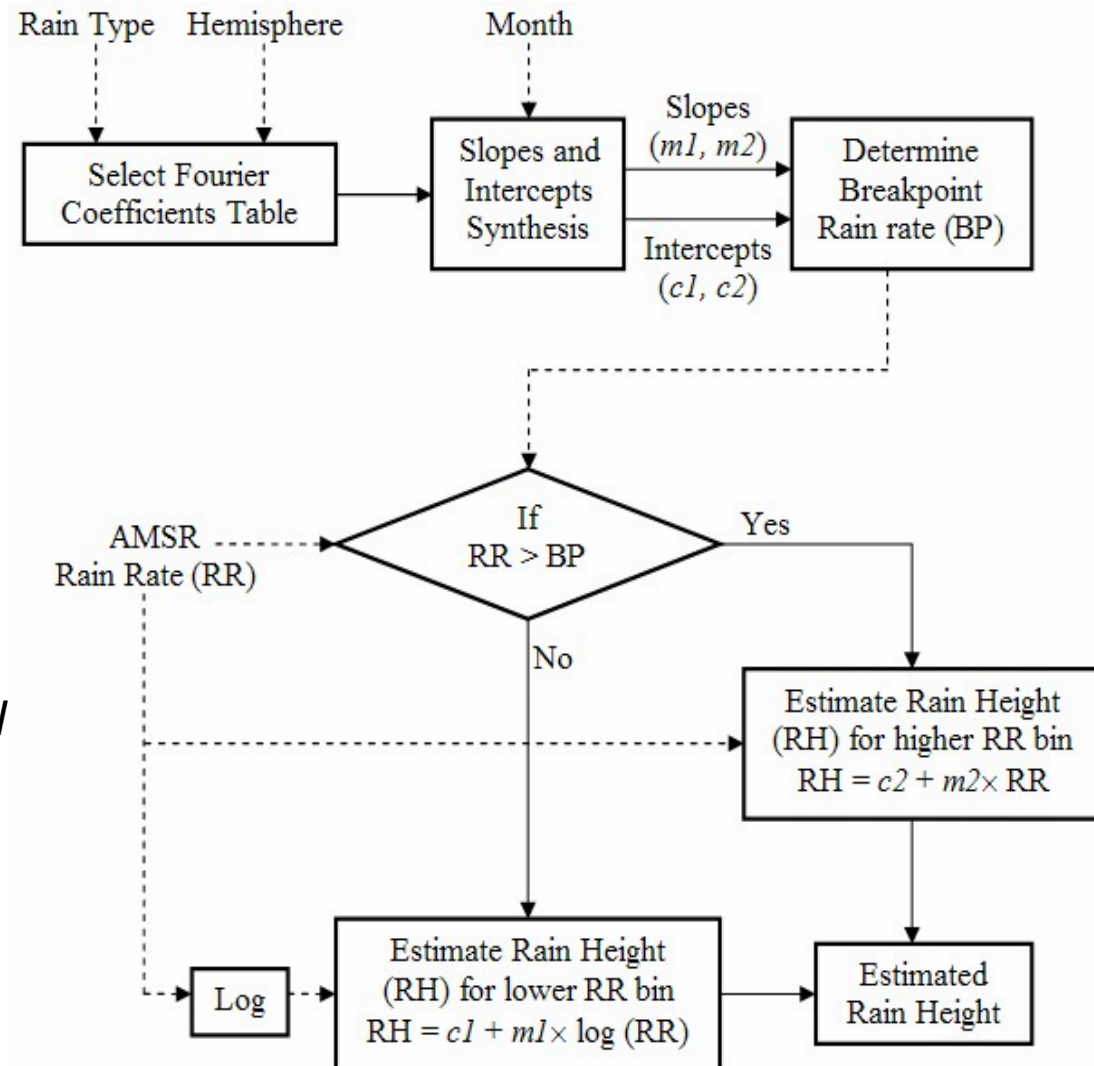 Rain Type
Hemisphere
Month
Select Fourier
Coefficients Table
Slopes and
Intercepts
Synthesis
Slopes
(m1, m2)
Intercepts
(c1, c2)
Determine
Breakpoint
Rain rate (BP)
If
RR > BP
Yes
No
AMSR
Rain Rate (RR)
Estimate Rain Height
(RH) for higher RR bin
RH = c2 + m2× RR
Log
Estimate Rain Height
(RH) for lower RR bin
RH = c1 + m1× log (RR)
Estimated
Rain Height